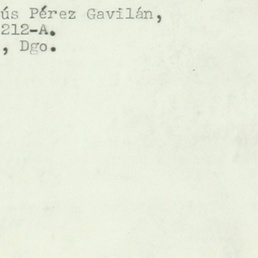 ús Pérez Gavilán,
212-A.
, Dgo.